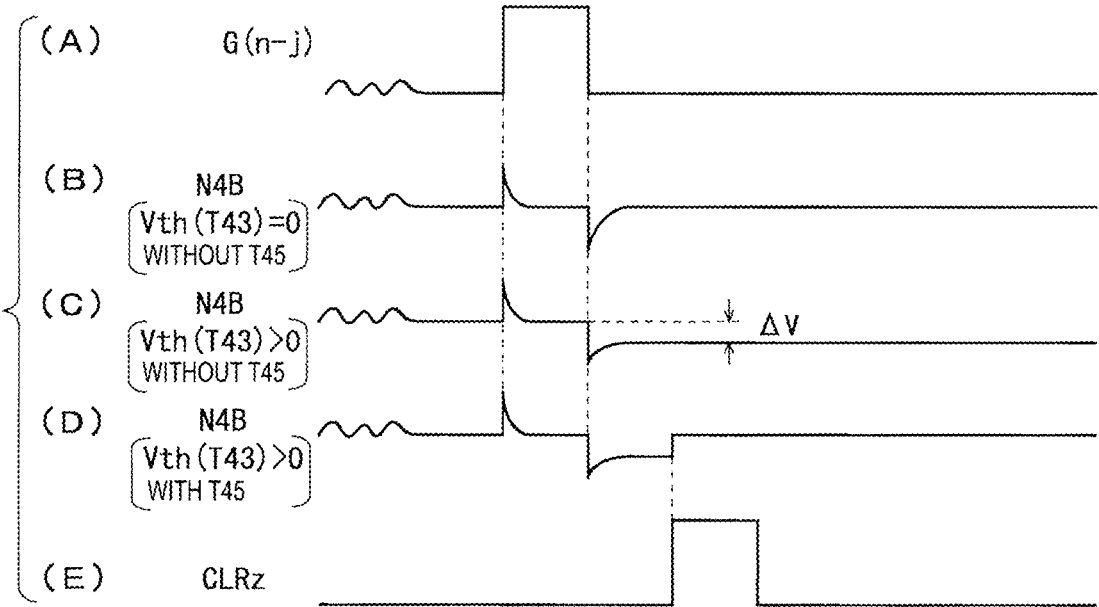 (A) G(n-j)
(B) N4B
Vth(T43)=0
WITHOUT T45
(C) N4B
Vth(T43)>0
WITHOUT T45
ΔV
(D) N4B
Vth(T43)>0
WITH T45
(E) CLRz